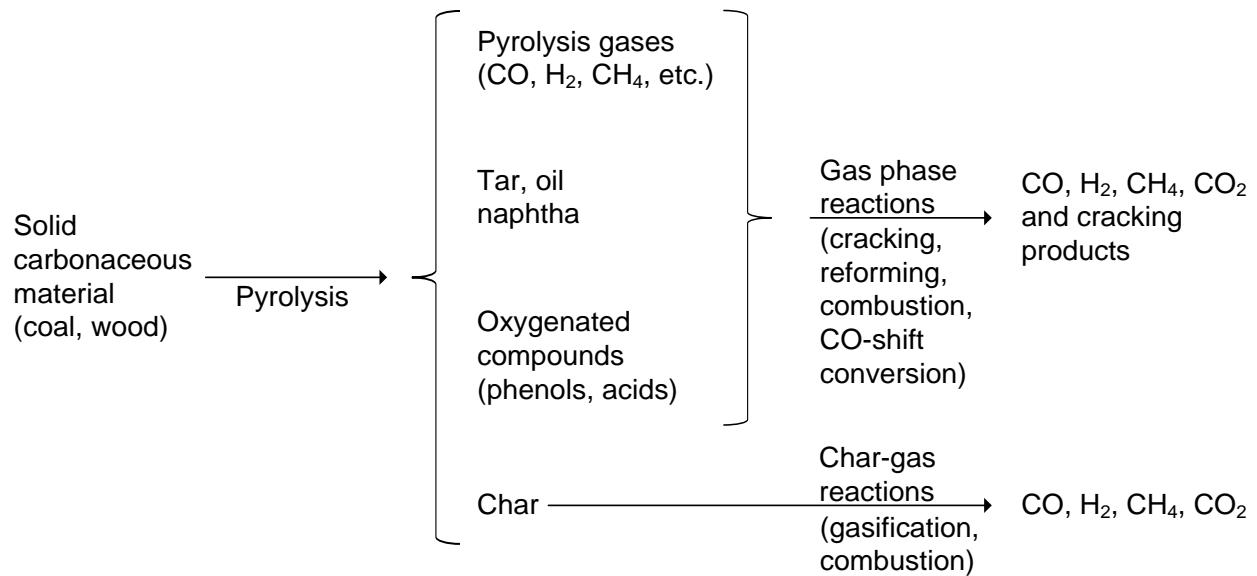 Solid
carbonaceous
material
(coal, wood)
Pyrolysis
Pyrolysis gases
(CO, H₂, CH₄, etc.)
Tar, oil
naphtha
Oxygenated
compounds
(phenols, acids)
Char
Gas phase
reactions
(cracking,
reforming,
combustion,
CO-shift
conversion)
CO, H₂, CH₄, CO₂
and cracking
products
Char-gas
reactions
(gasification,
combustion)
CO, H₂, CH₄, CO₂